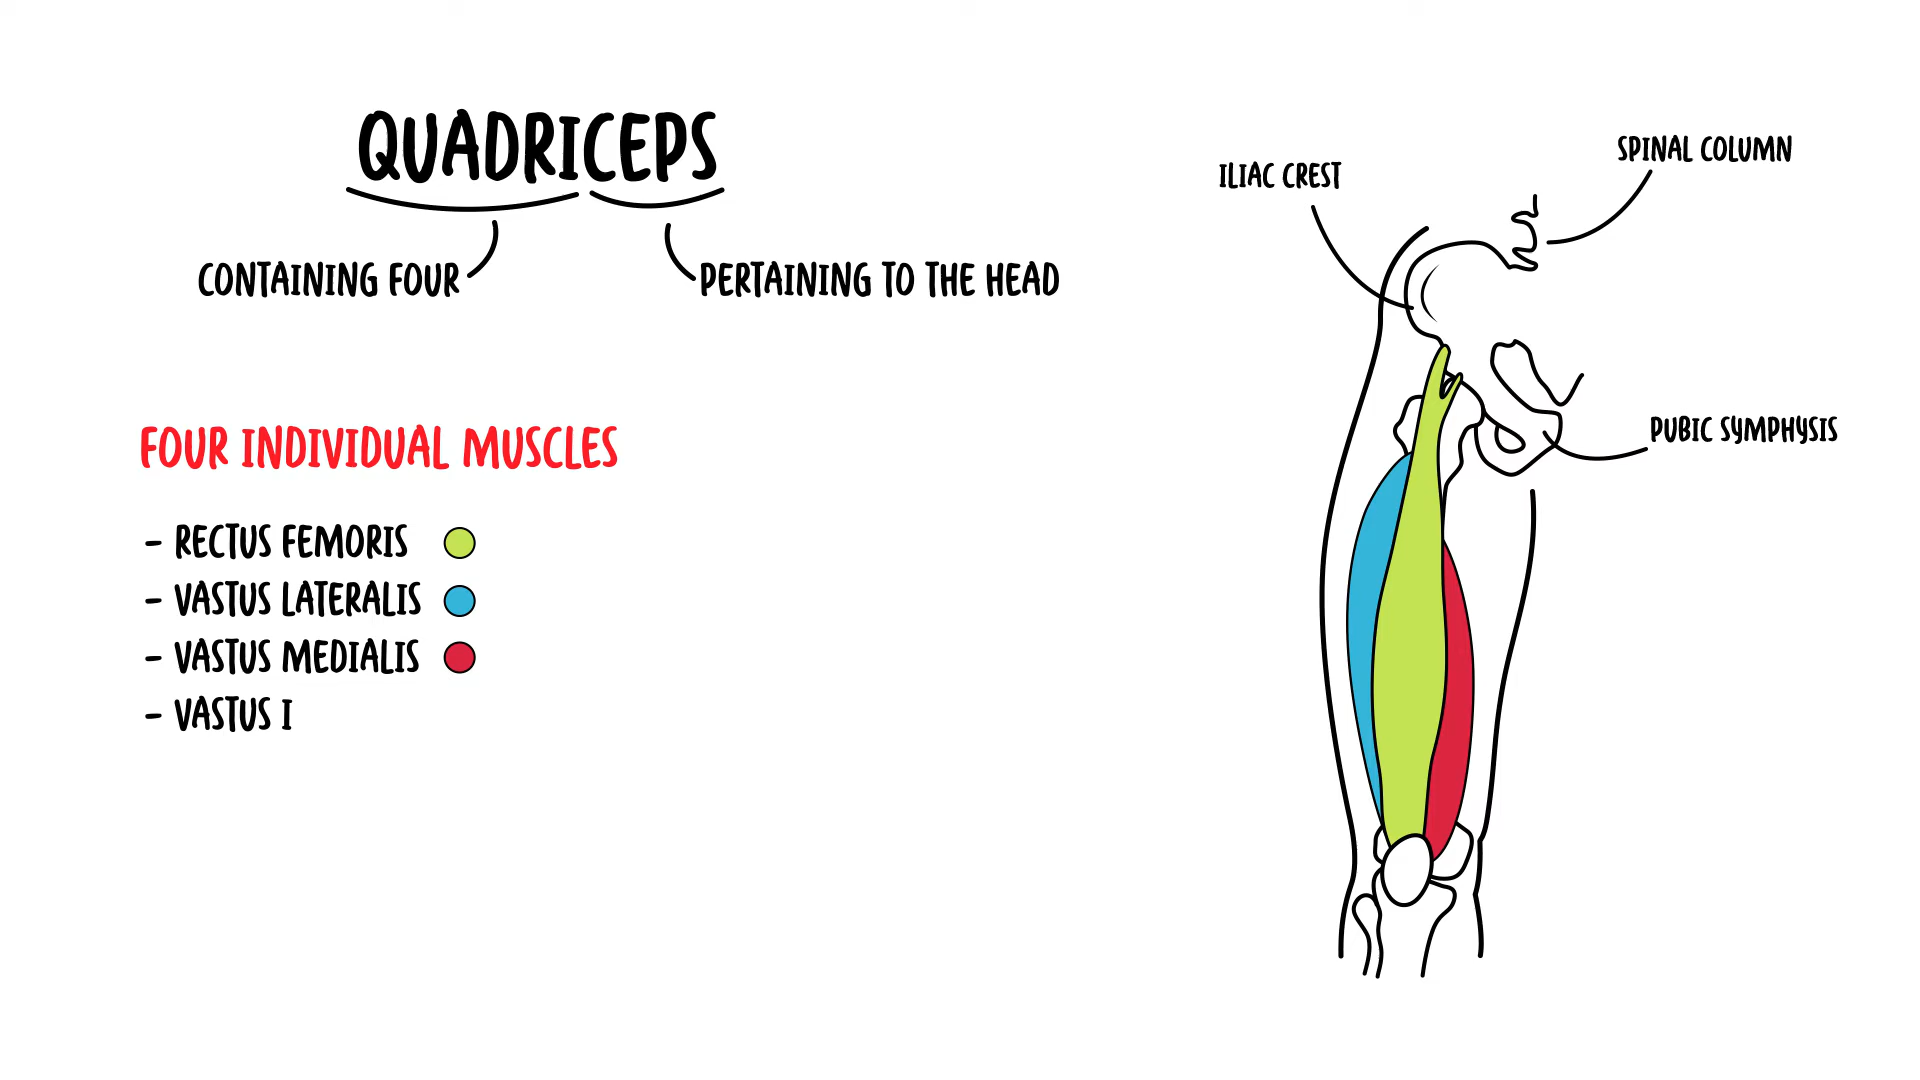 QUADRICEPS
CONTAINING FOUR
PERTAINING TO THE HEAD
FOUR INDIVIDUAL MUSCLES
- RECTUS FEMORIS
- VASTUS LATERALIS
- VASTUS MEDIALIS
- VASTUS I
ILIAC CREST
SPINAL COLUMN
PUBIC SYMPHYSIS